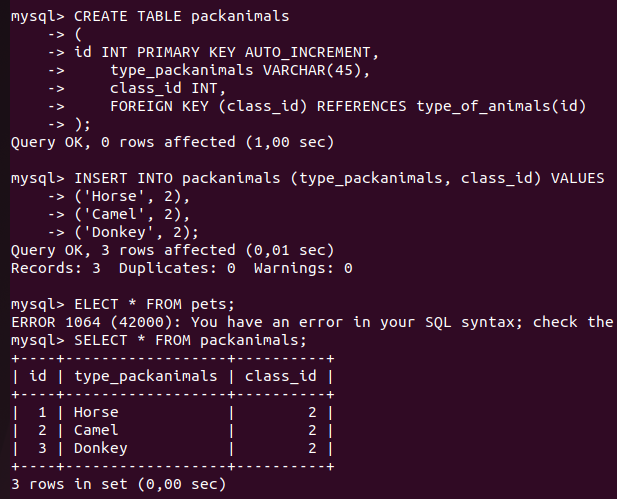 mysql> CREATE TABLE packanimals
    -> (
    -> id INT PRIMARY KEY AUTO_INCREMENT,
    ->     type_packanimals VARCHAR(45),
    ->     class_id INT,
    ->     FOREIGN KEY (class_id) REFERENCES type_of_animals(id)
    -> );
Query OK, 0 rows affected (1,00 sec)

mysql> INSERT INTO packanimals (type_packanimals, class_id) VALUES
    -> ('Horse', 2),
    -> ('Camel', 2),
    -> ('Donkey', 2);
Query OK, 3 rows affected (0,01 sec)
Records: 3  Duplicates: 0  Warnings: 0

mysql> ELECT * FROM pets;
ERROR 1064 (42000): You have an error in your SQL syntax; check the
mysql> SELECT * FROM packanimals;
+----+------------------+----------+
| id | type_packanimals | class_id |
+----+------------------+----------+
|  1 | Horse            |        2 |
|  2 | Camel            |        2 |
|  3 | Donkey           |        2 |
+----+------------------+----------+
3 rows in set (0,00 sec)